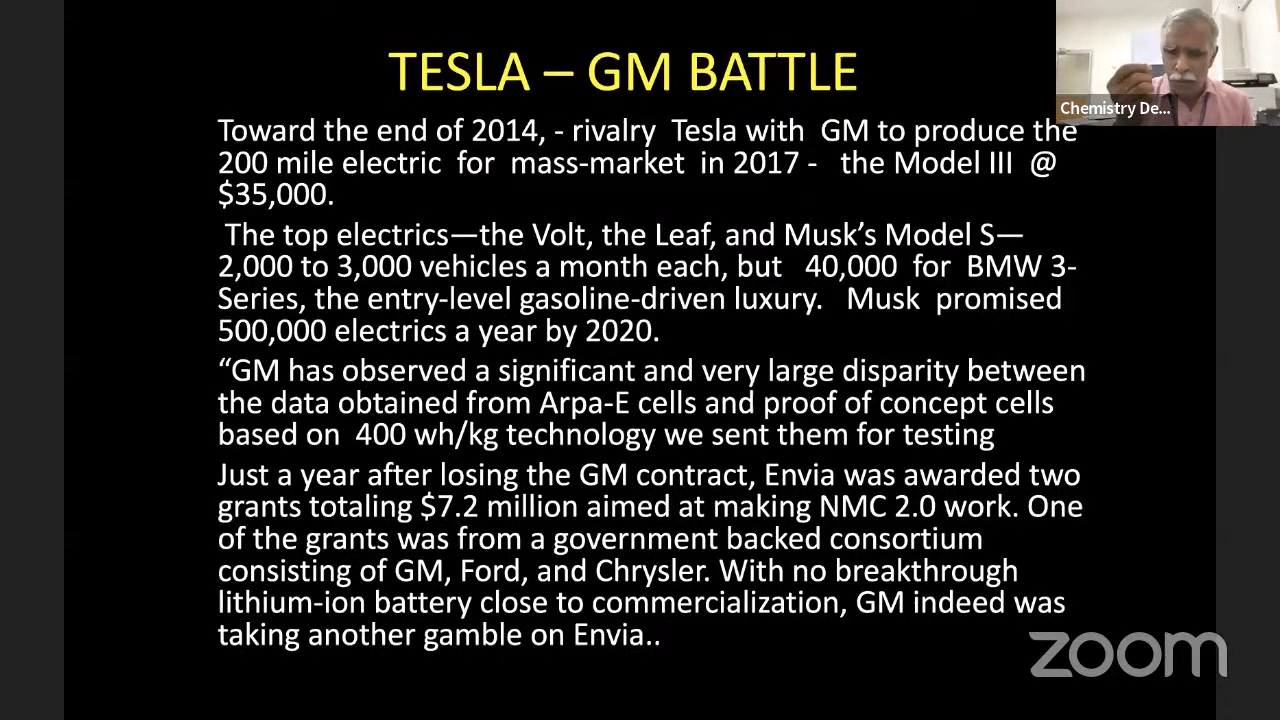 TESLA – GM BATTLE
Chemistry De...
Toward the end of 2014, - rivalry Tesla with GM to produce the
200 mile electric for mass-market in 2017 - the Model III @
$35,000.
The top electrics—the Volt, the Leaf, and Musk’s Model S—
2,000 to 3,000 vehicles a month each, but 40,000 for BMW 3-
Series, the entry-level gasoline-driven luxury. Musk promised
500,000 electrics a year by 2020.
“GM has observed a significant and very large disparity between
the data obtained from Arpa-E cells and proof of concept cells
based on 400 wh/kg technology we sent them for testing
Just a year after losing the GM contract, Envia was awarded two
grants totaling $7.2 million aimed at making NMC 2.0 work. One
of the grants was from a government backed consortium
consisting of GM, Ford, and Chrysler. With no breakthrough
lithium-ion battery close to commercialization, GM indeed was
taking another gamble on Envia..
zoom